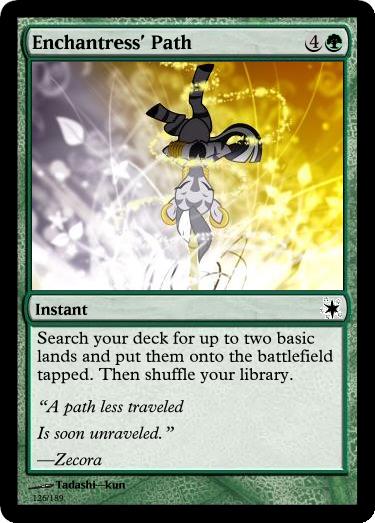 Enchantress' Path 4
Instant
Search your deck for up to two basic
lands and put them onto the battlefield
tapped. Then shuffle your library.
“A path less traveled
Is soon unraveled.”
—Zecora
Tadashi—kun
126/189